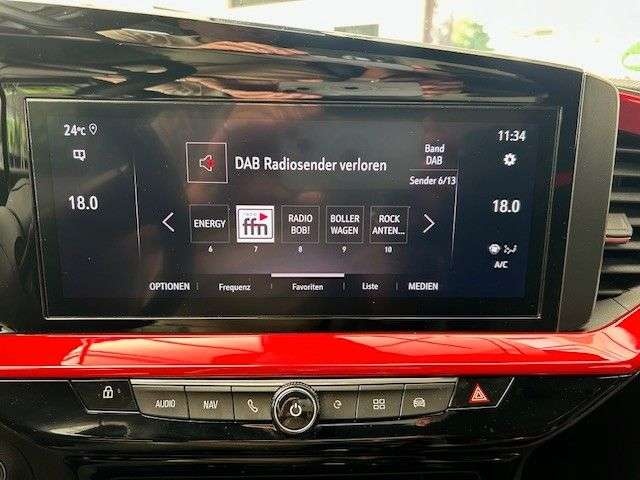 24°C
11:34
Band
DAB
DAB Radiosender verloren
Sender 6/13
18.0
18.0
ENERGY
ffn
RADIO
BOB!
BOLLER
WAGEN
ROCK
ANTEN...
6
7
8
9
10
A/C
OPTIONEN
Frequenz
Favoriten
Liste
MEDIEN
AUDIO
NAV